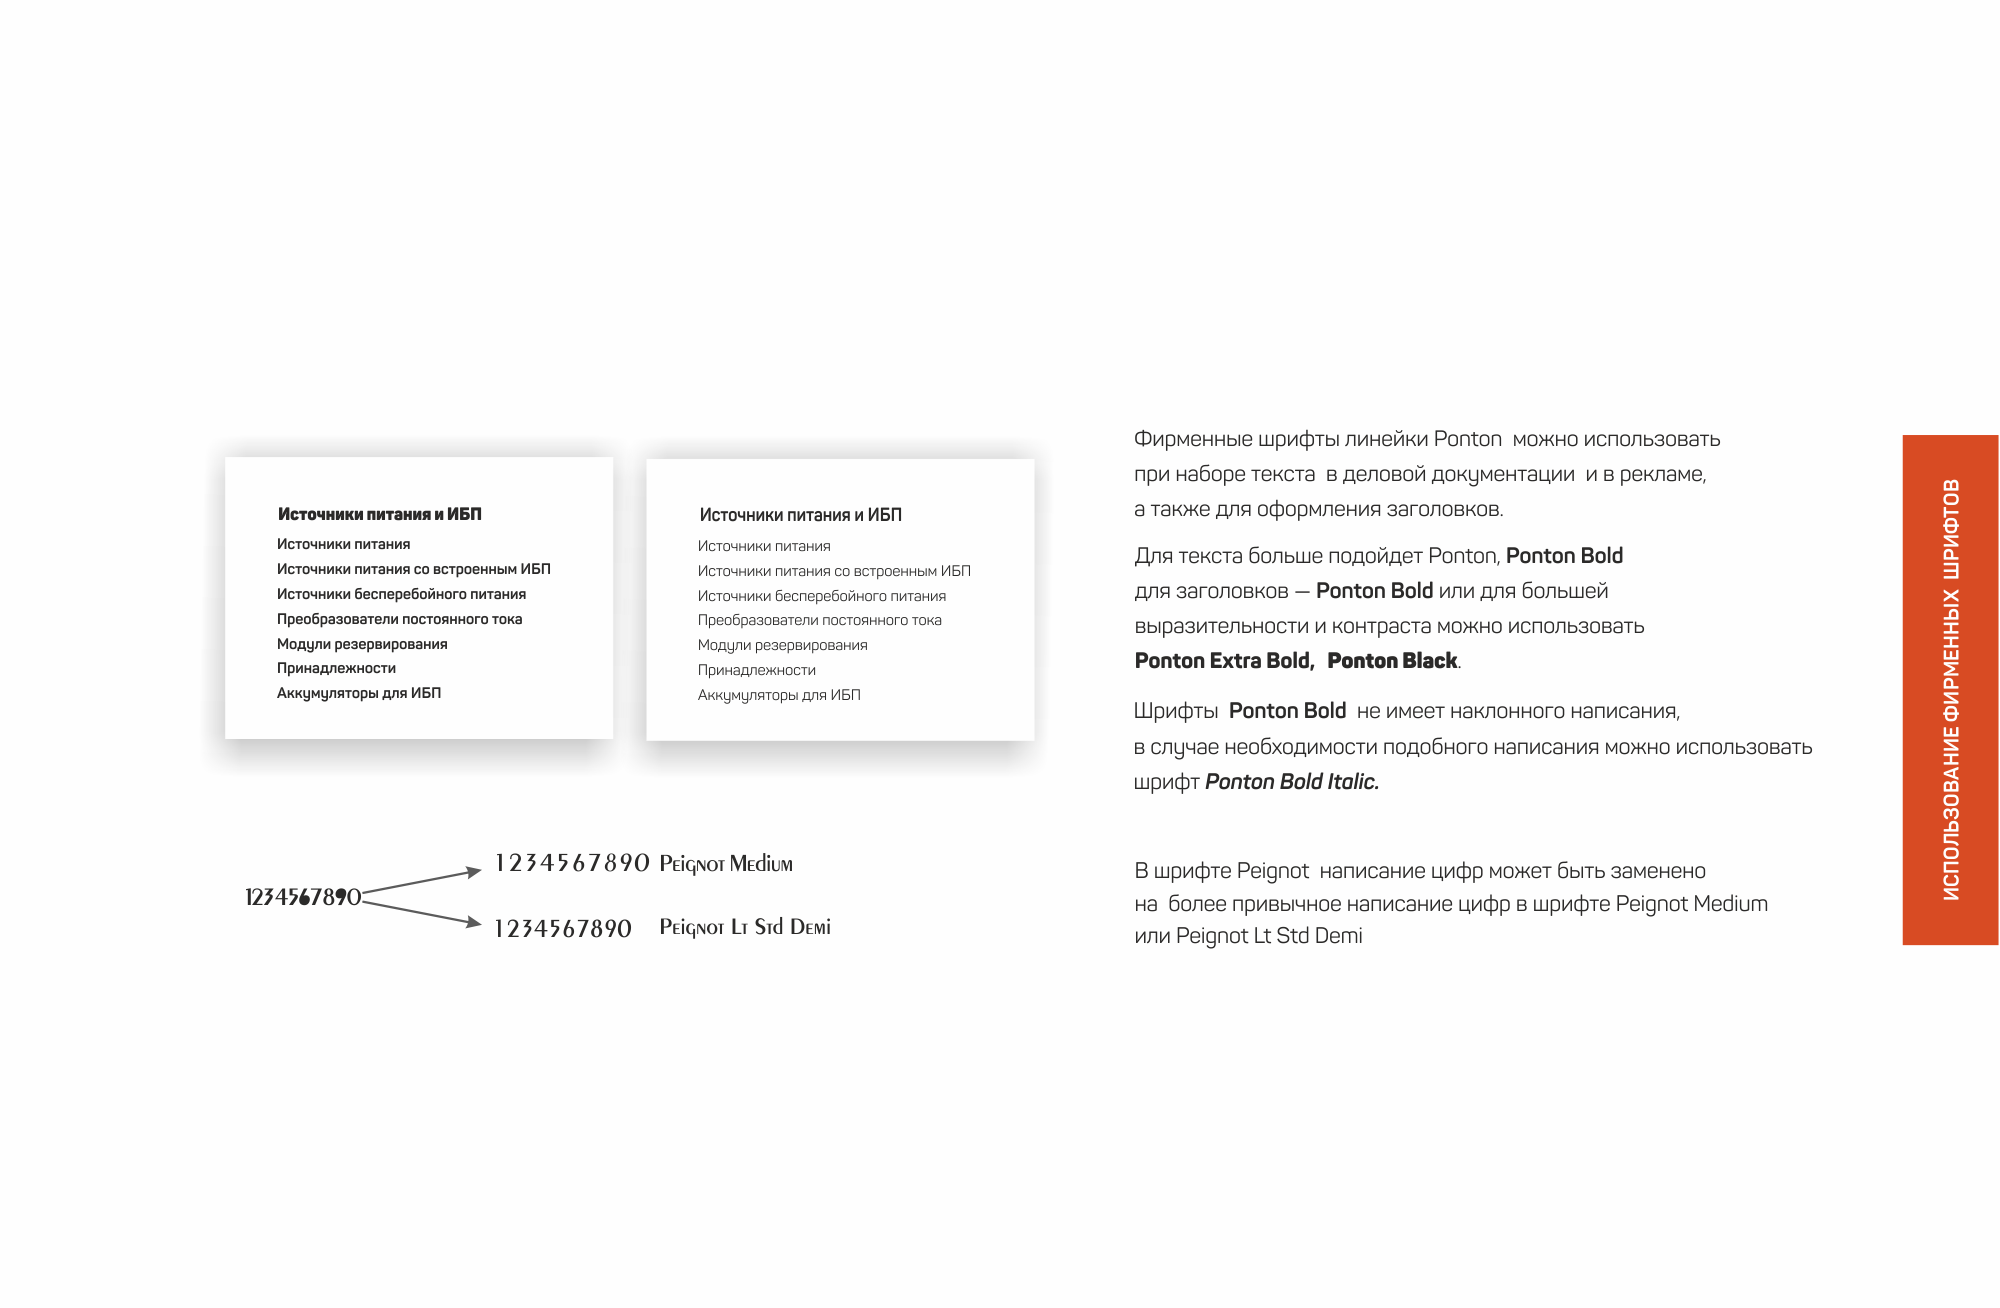 Источники питания и ИБП
Источники питания
Источники питания со встроенным ИБП
Источники бесперебойного питания
Преобразователи постоянного тока
Модули резервирования
Принадлежности
Аккумуляторы для ИБП
Источники питания и ИБП
Источники питания
Источники питания со встроенным ИБП
Источники бесперебойного питания
Преобразователи постоянного тока
Модули резервирования
Принадлежности
Аккумуляторы для ИБП
1234567890
1234567890 Peignot Medium
1234567890 Peignot Lt Std Demi
Фирменные шрифты линейки Ponton можно использовать
при наборе текста в деловой документации и в рекламе,
а также для оформления заголовков.
Для текста больше подойдет Ponton, Ponton Bold
для заголовков — Ponton Bold или для большей
выразительности и контраста можно использовать
Ponton Extra Bold, Ponton Black.
Шрифты Ponton Bold не имеет наклонного написания,
в случае необходимости подобного написания можно использовать
шрифт Ponton Bold Italic.
В шрифте Peignot написание цифр может быть заменено
на более привычное написание цифр в шрифте Peignot Medium
или Peignot Lt Std Demi
ИСПОЛЬЗОВАНИЕ ФИРМЕННЫХ ШРИФТОВ